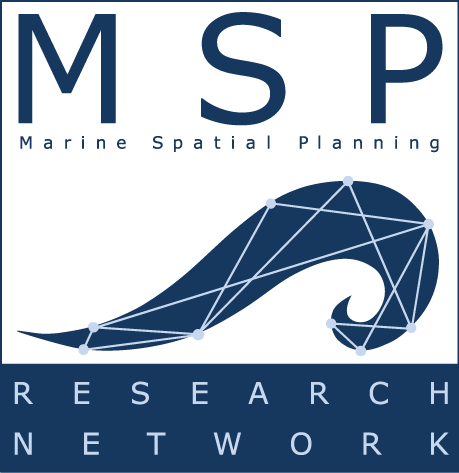 MSP
Marine Spatial Planning
RESEARCH
NETWORK